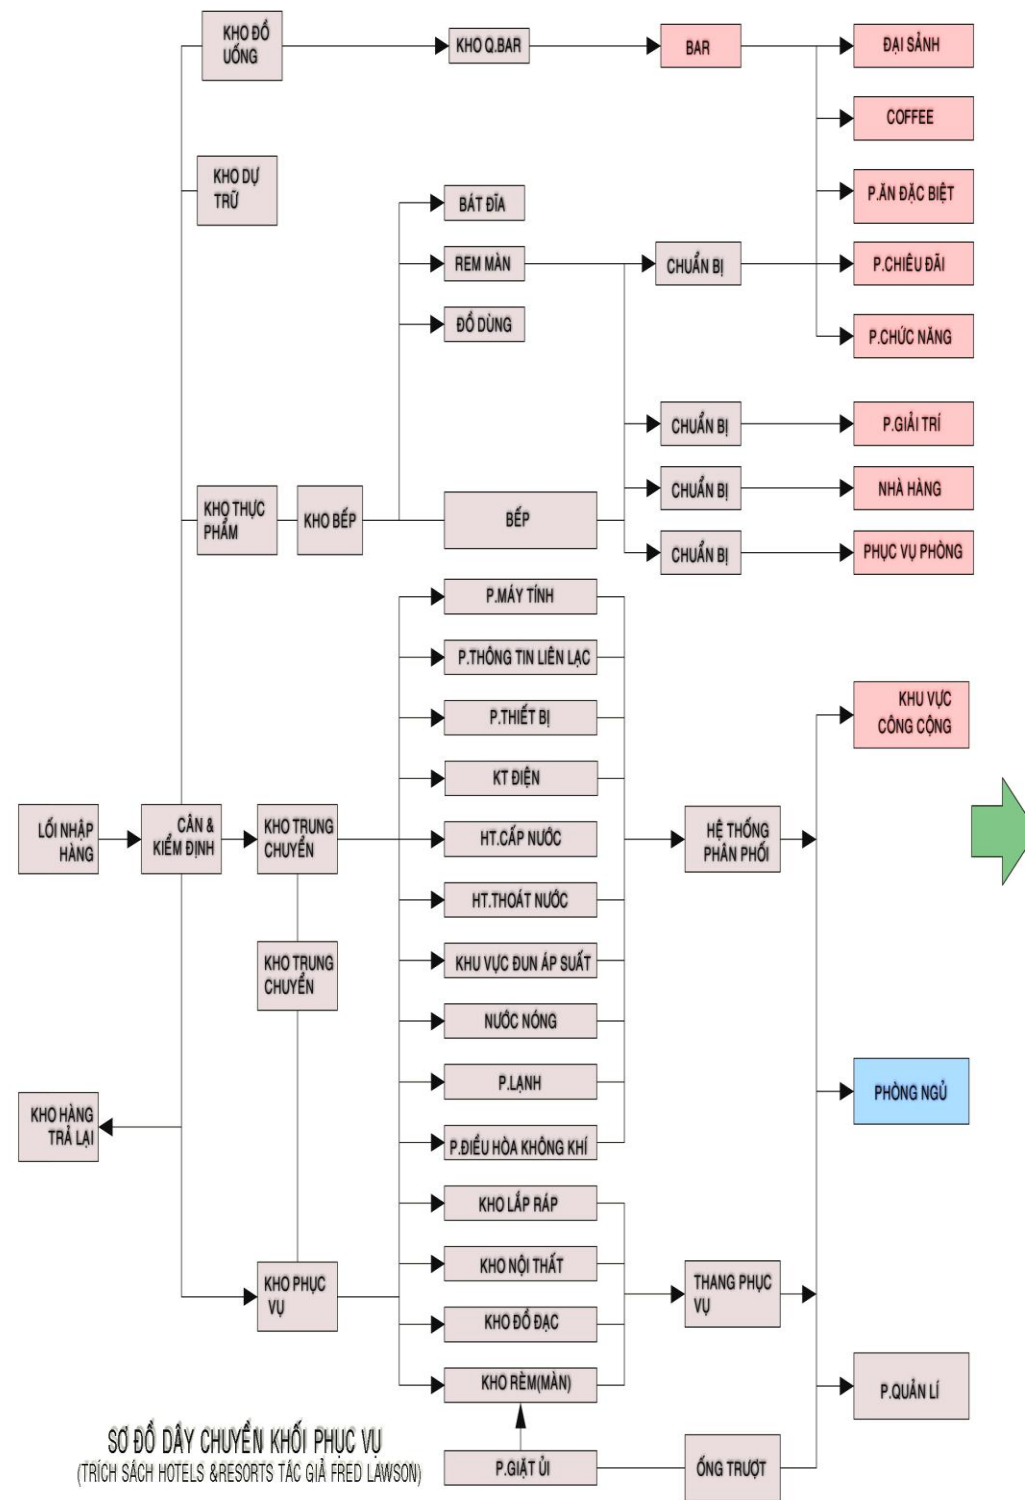 KHO ĐỒ
UỐNG
KHO Q.BAR
BAR
ĐẠI SẢNH
COFFEE
KHO DỰ
TRỮ
BÁT ĐĨA
P.ĂN ĐẶC BIỆT
REM MÀN
CHUẨN BỊ
P.CHIÊU ĐÃI
ĐỒ DÙNG
P.CHỨC NĂNG
CHUẨN BỊ
P.GIẢI TRÍ
CHUẨN BỊ
NHÀ HÀNG
KHO THỰC
PHẨM
KHO BẾP
BẾP
CHUẨN BỊ
PHỤC VỤ PHÒNG
P.MÁY TÍNH
P.THÔNG TIN LIÊN LẠC
P.THIẾT BỊ
KHU VỰC
CÔNG CỘNG
KT ĐIỆN
LỐI NHẬP
HÀNG
CÂN &
KIỂM ĐỊNH
KHO TRUNG
CHUYỂN
HT.CẤP NƯỚC
HỆ THỐNG
PHÂN PHỐI
HT.THOÁT NƯỚC
KHO TRUNG
CHUYỂN
KHU VỰC ĐUN ÁP SUẤT
NƯỚC NÓNG
P.LẠNH
PHÒNG NGỦ
KHO HÀNG
TRẢ LẠI
P.ĐIỀU HÒA KHÔNG KHÍ
KHO LẮP RÁP
KHO NỘI THẤT
KHO PHỤC
VỤ
THANG PHỤC
VỤ
KHO ĐỒ ĐẠC
KHO RÈM(MÀN)
P.QUẢN LÍ
SƠ ĐỒ DÂY CHUYỀN KHỐI PHỤC VỤ
(TRÍCH SÁCH HOTELS &RESORTS TÁC GIẢ FRED LAWSON)
P.GIẶT ỦI
ỐNG TRƯỢT